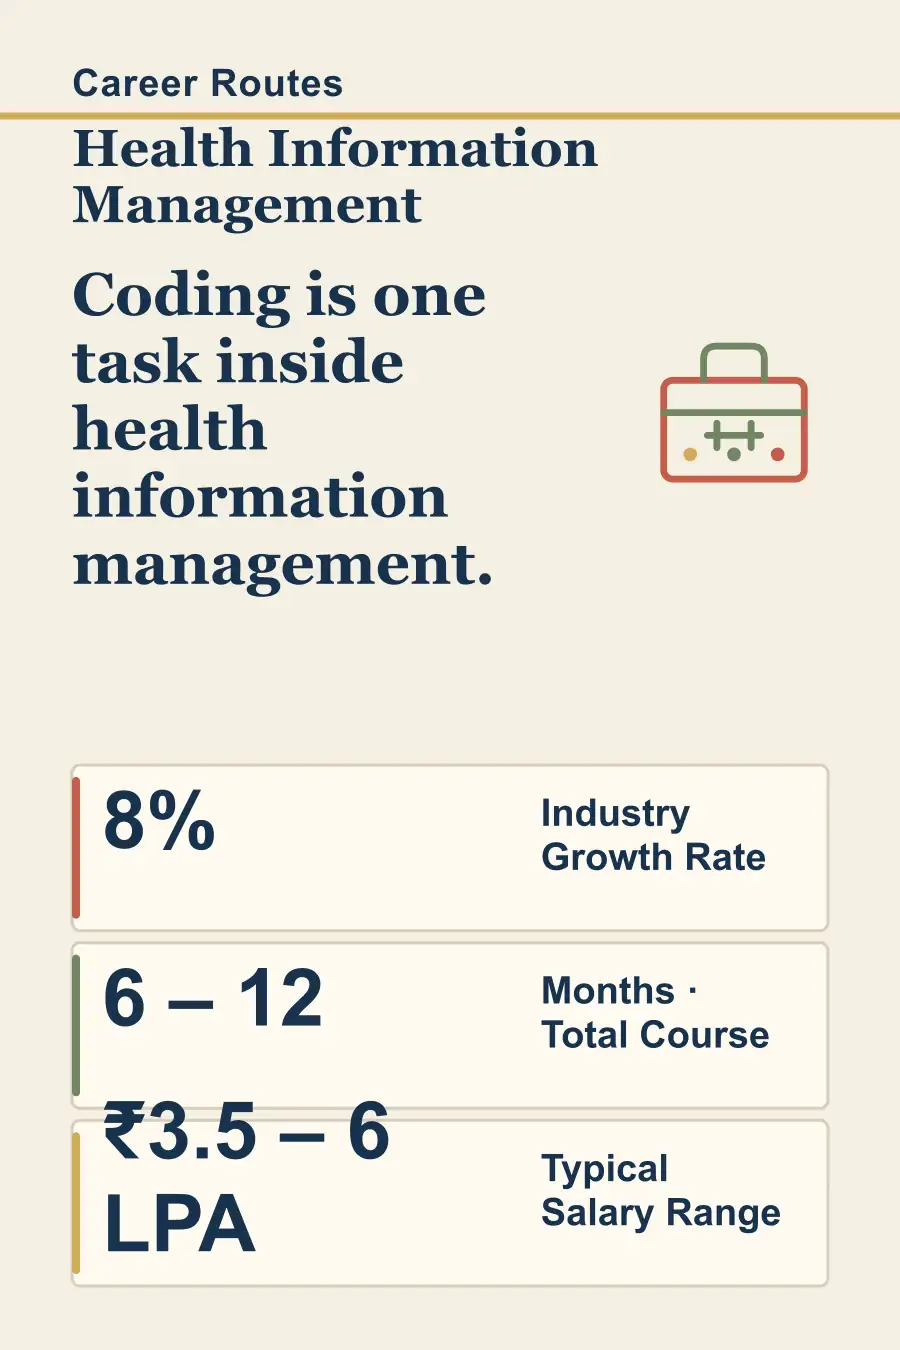 Career Routes
Health Information
Management
Coding is one
task inside
health
information
management.
8%
Industry
Growth Rate
6 – 12
Months ·
Total Course
₹3.5 – 6
LPA
Typical
Salary Range